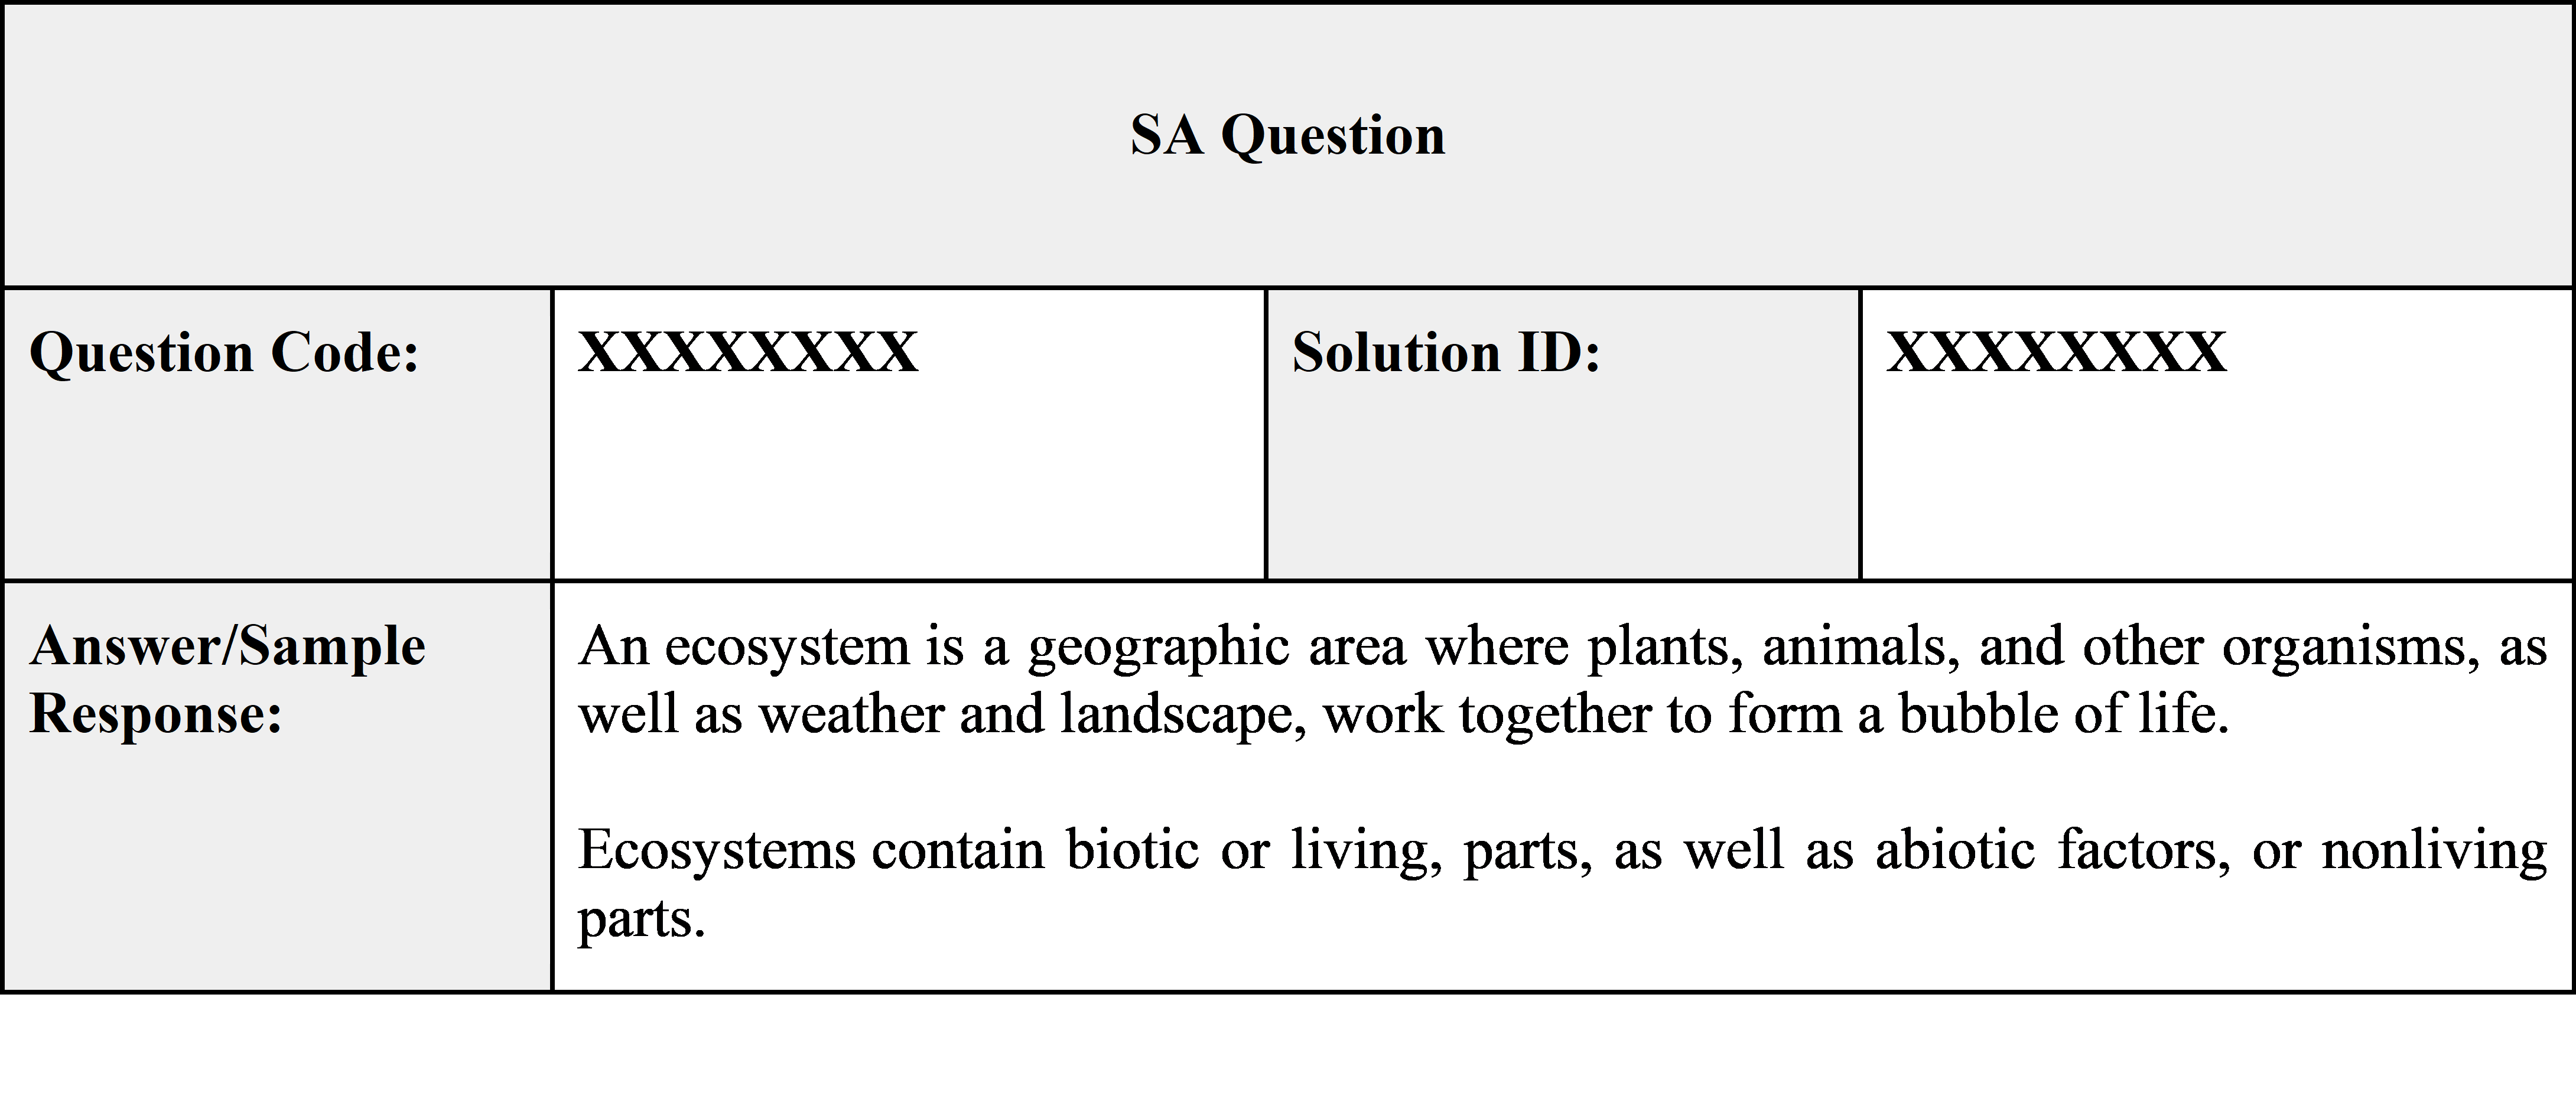 SA Question
Question Code:
XXXXXXXX
Solution ID:
XXXXXXXX
Answer/Sample
Response:
An ecosystem is a geographic area where plants, animals, and other organisms, as
well as weather and landscape, work together to form a bubble of life.
Ecosystems contain biotic or living, parts, as well as abiotic factors, or nonliving
parts.